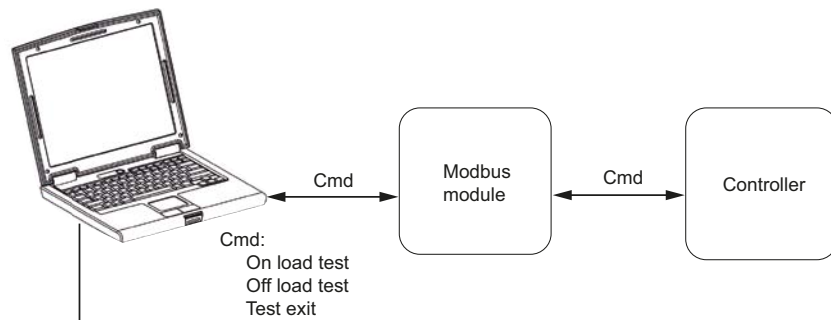 Cmd
Modbus
module
Cmd
Controller
Cmd:
On load test
Off load test
Test exit